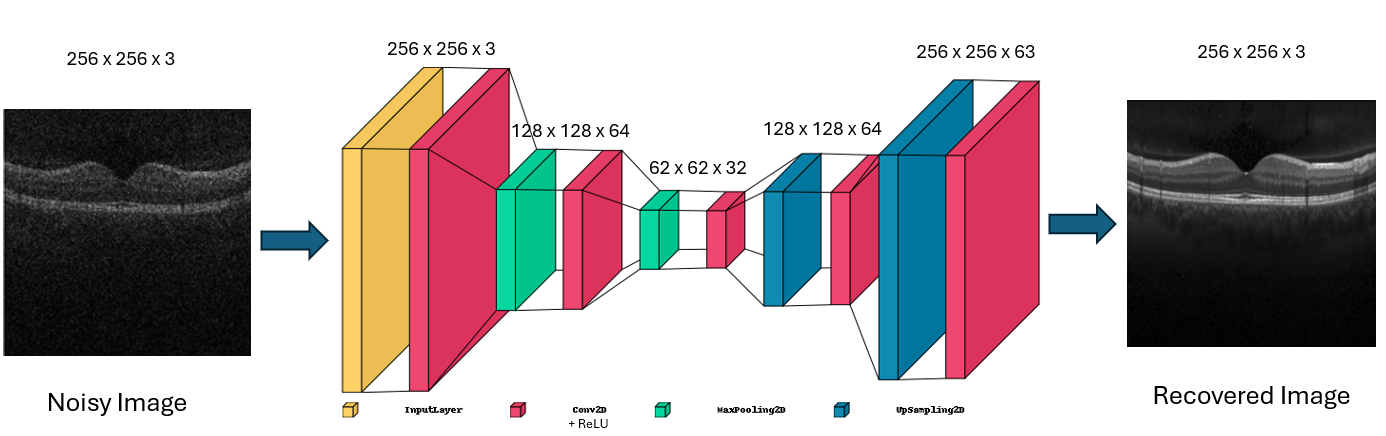 256 x 256 x 3
256 x 256 x 3
256 x 256 x 63
256 x 256 x 3
128 x 128 x 64
128 x 128 x 64
62 x 62 x 32
Noisy Image
Recovered Image
InputLayer
Conv2D
+ ReLU
MaxPooling2D
UpSampling2D